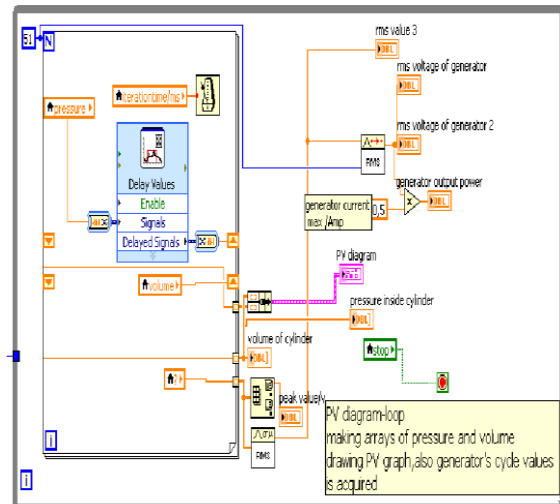 rms value 3
DBL
51
N
iterationtime/ms
pressure
rms voltage of generator
DBL
rms voltage of generator 2
DBL
RMS
Delay Values
Enable
Signals
Delayed Signals
generator output power
DBL
generator current
max /Amp
0,5
x
PV diagram
volume
pressure inside cylinder
DBL
volume of cylinder
DBL
stop
peak value/v
DBL
RMS
PV diagram-loop
making arrays of pressure and volume
drawing PV graph,also generator's cycle values
is acquired
i
i